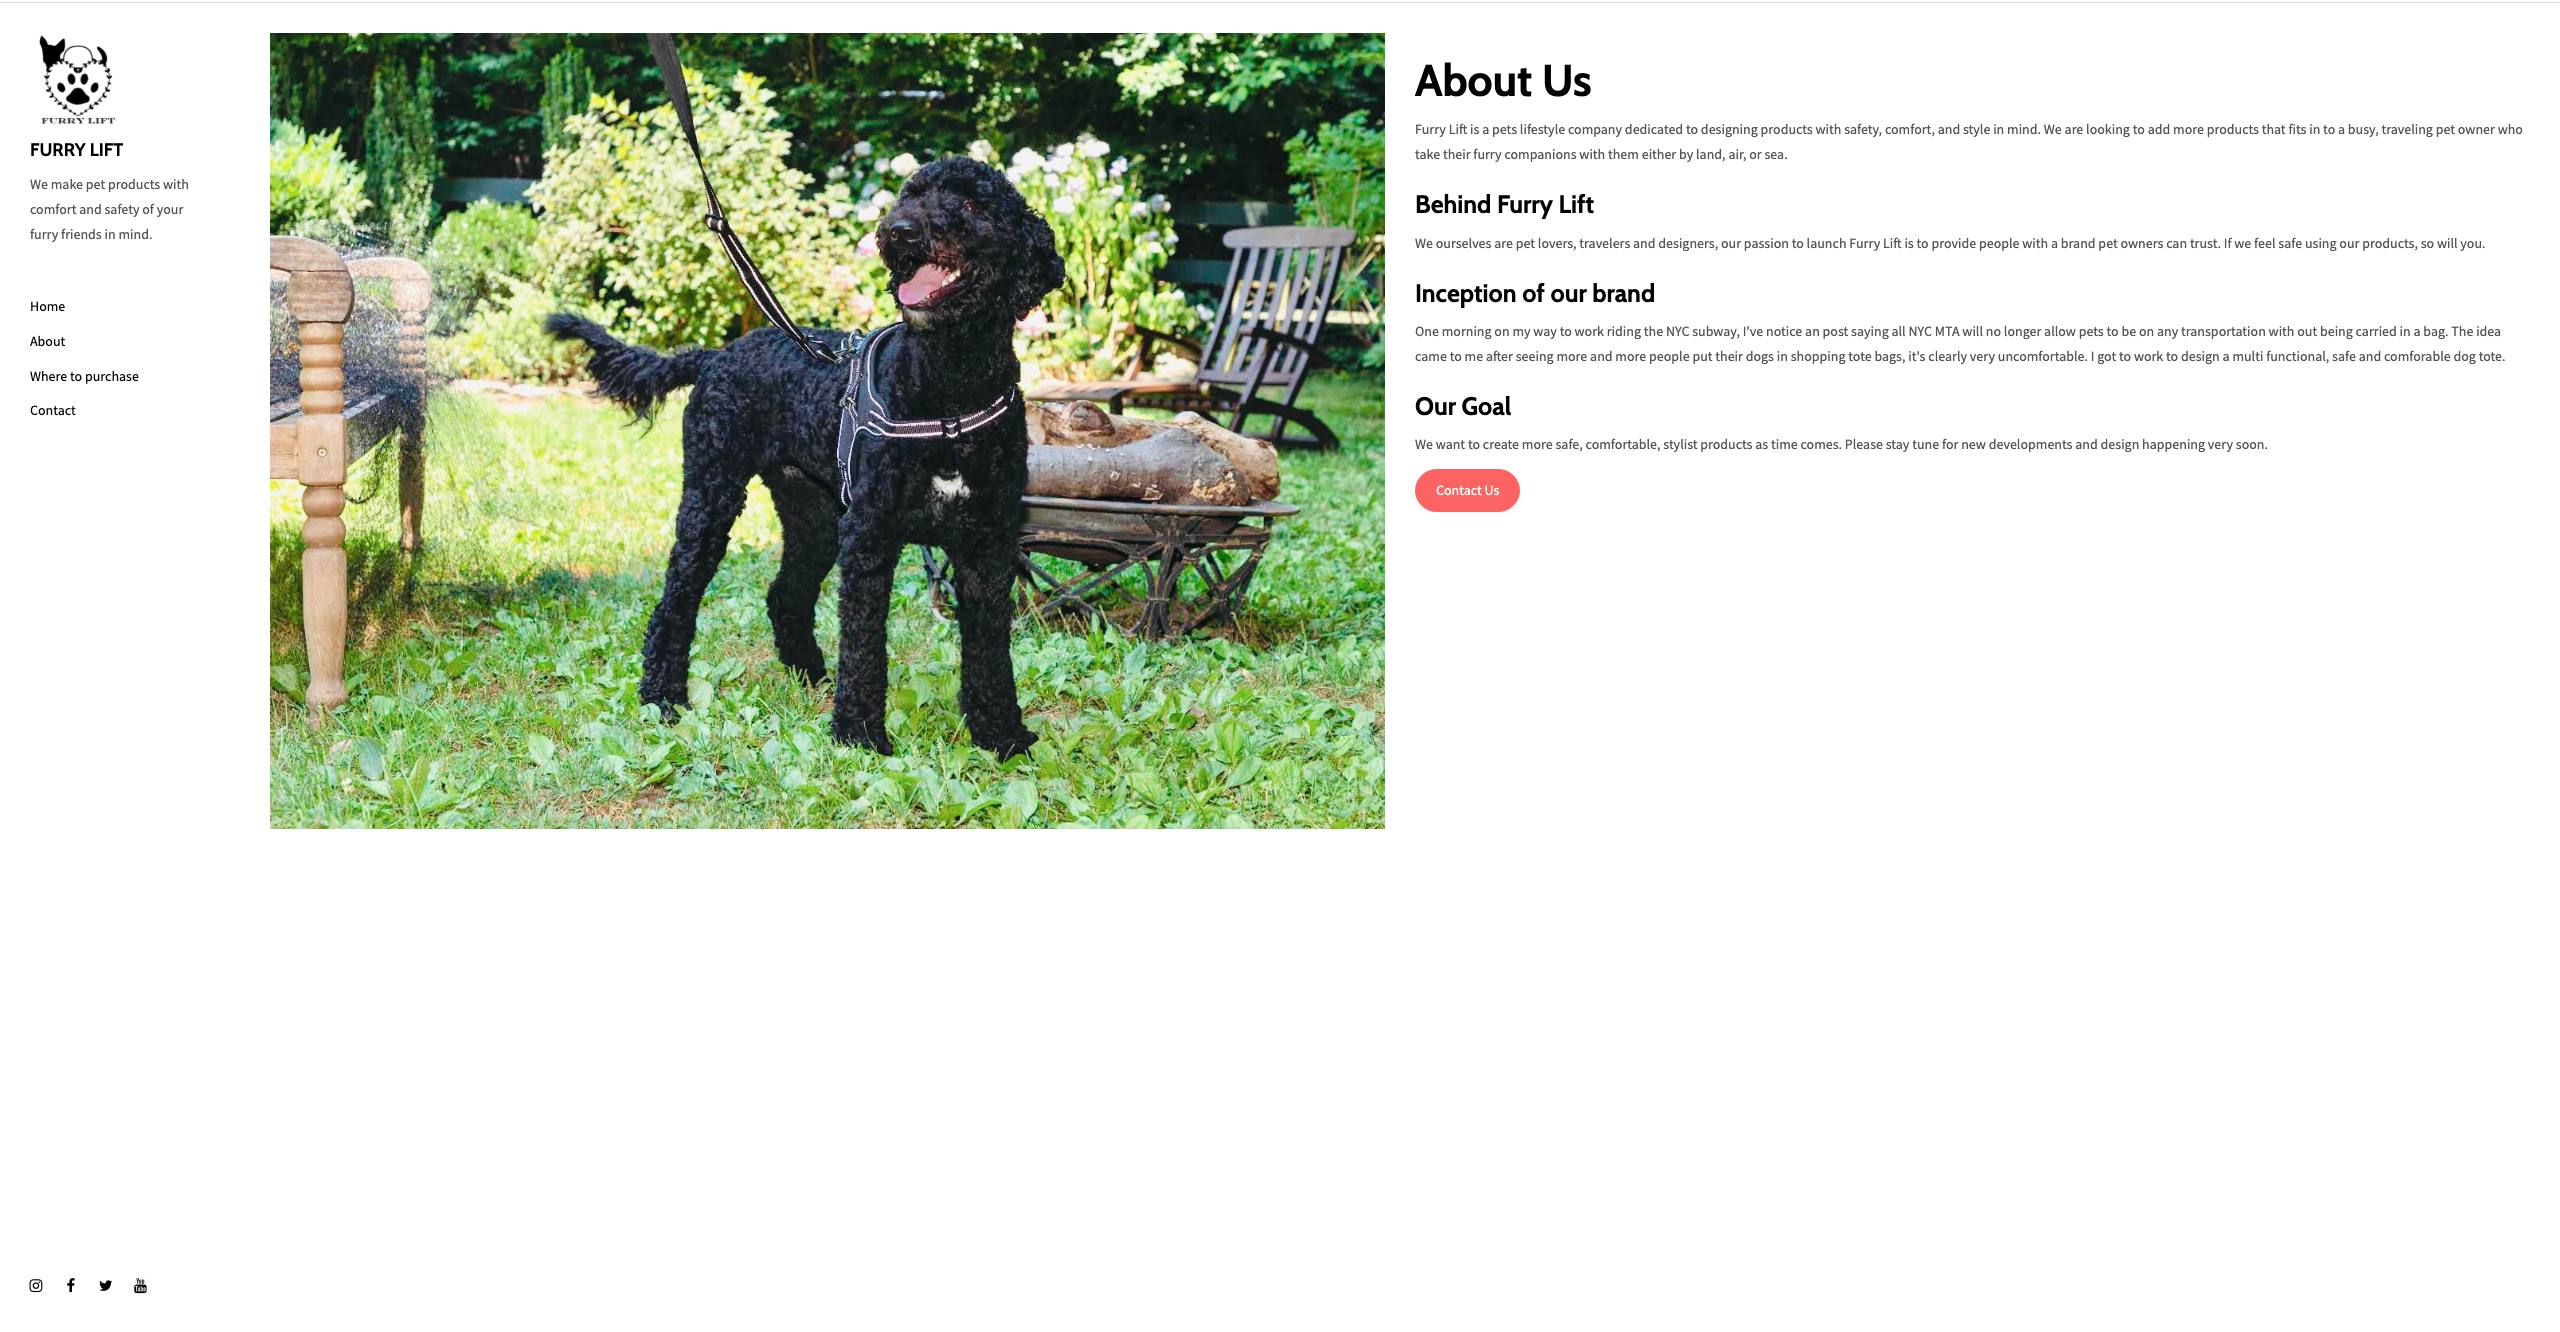 FURRY LIFT
FURRY LIFT
We make pet products with
comfort and safety of your
furry friends in mind.
Home
About
Where to purchase
Contact
About Us
Furry Lift is a pets lifestyle company dedicated to designing products with safety, comfort, and style in mind. We are looking to add more products that fits in to a busy, traveling pet owner who
take their furry companions with them either by land, air, or sea.
Behind Furry Lift
We ourselves are pet lovers, travelers and designers, our passion to launch Furry Lift is to provide people with a brand pet owners can trust. If we feel safe using our products, so will you.
Inception of our brand
One morning on my way to work riding the NYC subway, I've notice an post saying all NYC MTA will no longer allow pets to be on any transportation with out being carried in a bag. The idea
came to me after seeing more and more people put their dogs in shopping tote bags, it's clearly very uncomfortable. I got to work to design a multi functional, safe and comforable dog tote.
Our Goal
We want to create more safe, comfortable, stylist products as time comes. Please stay tune for new developments and design happening very soon.
Contact Us
You
Tube